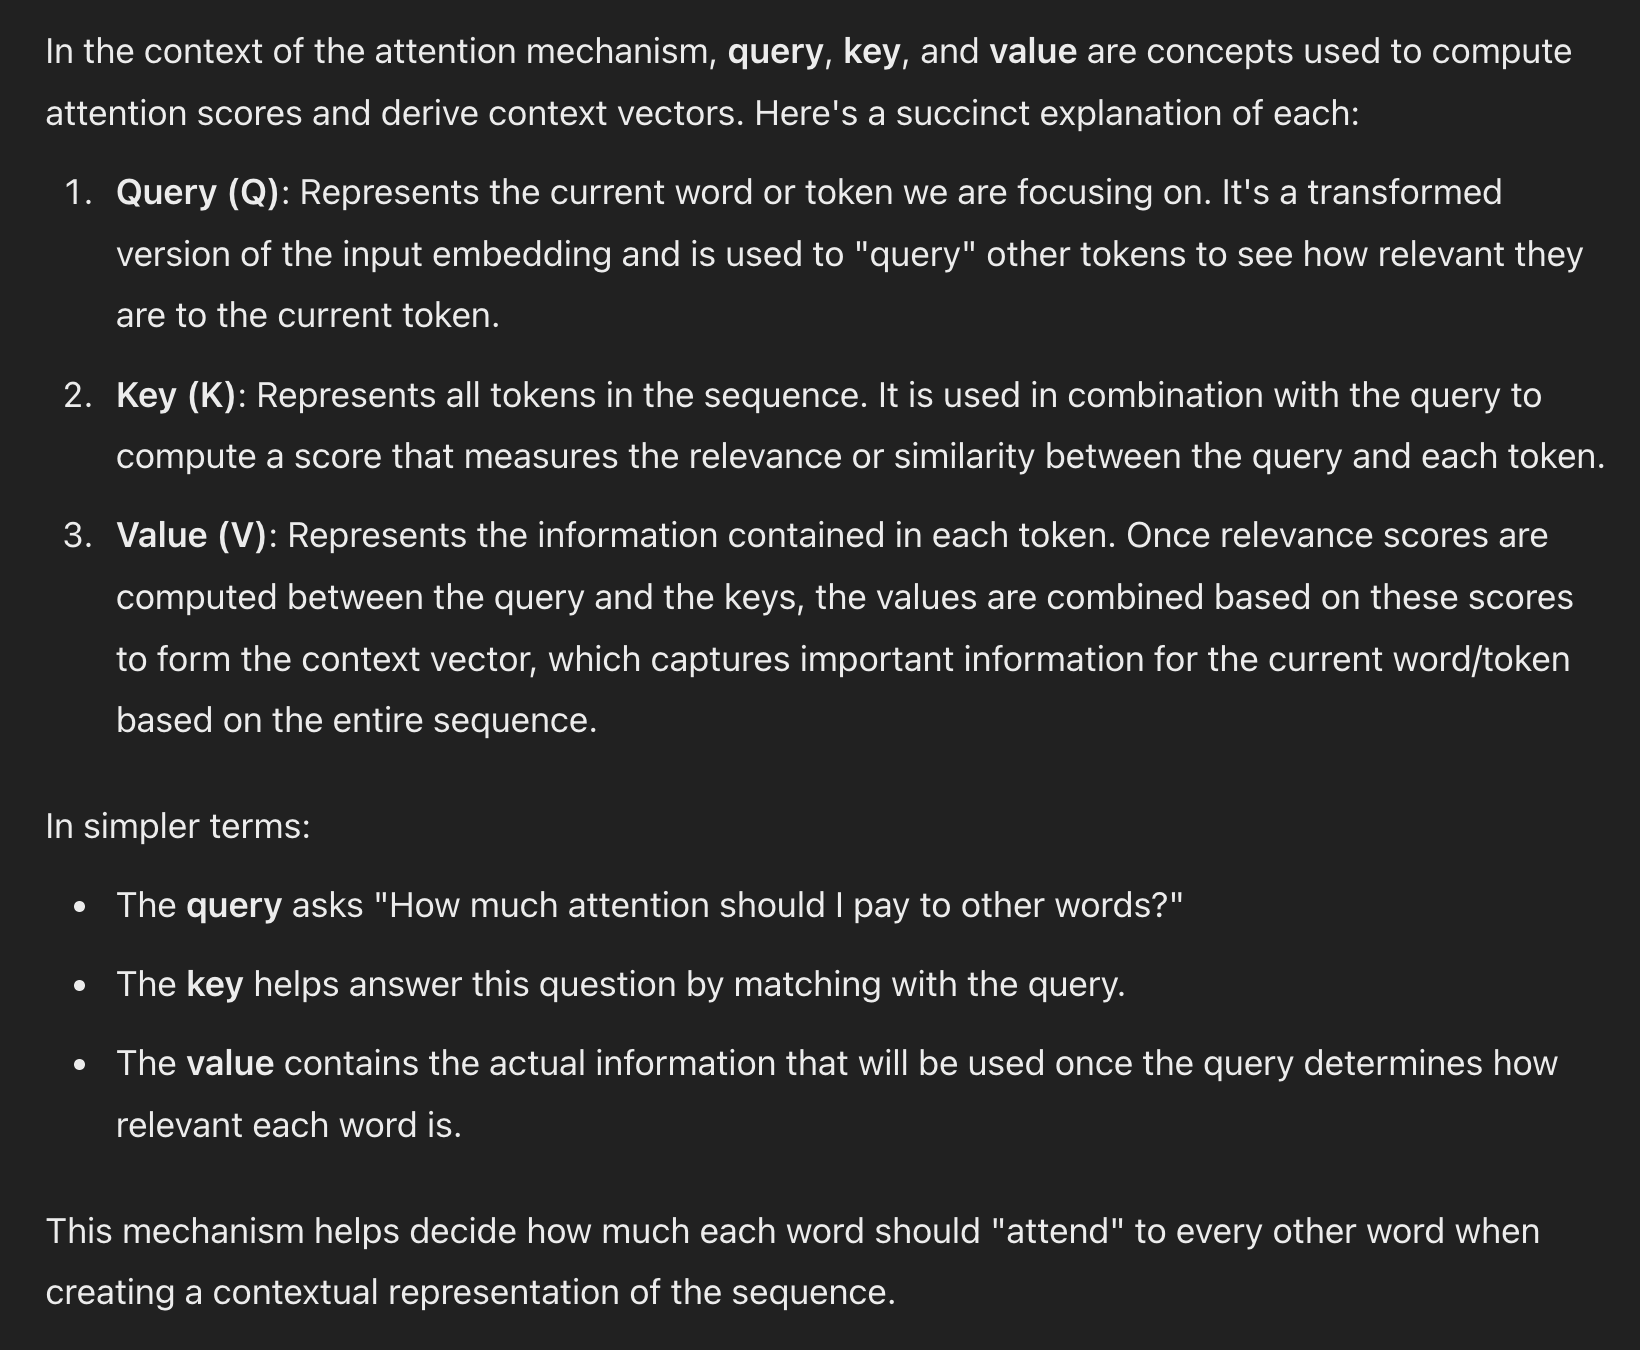 In the context of the attention mechanism, query, key, and value are concepts used to compute
attention scores and derive context vectors. Here's a succinct explanation of each:
1. Query (Q): Represents the current word or token we are focusing on. It's a transformed
version of the input embedding and is used to "query" other tokens to see how relevant they
are to the current token.
2. Key (K): Represents all tokens in the sequence. It is used in combination with the query to
compute a score that measures the relevance or similarity between the query and each token.
3. Value (V): Represents the information contained in each token. Once relevance scores are
computed between the query and the keys, the values are combined based on these scores
to form the context vector, which captures important information for the current word/token
based on the entire sequence.
In simpler terms:
• The query asks "How much attention should I pay to other words?"
• The key helps answer this question by matching with the query.
• The value contains the actual information that will be used once the query determines how
relevant each word is.
This mechanism helps decide how much each word should "attend" to every other word when
creating a contextual representation of the sequence.